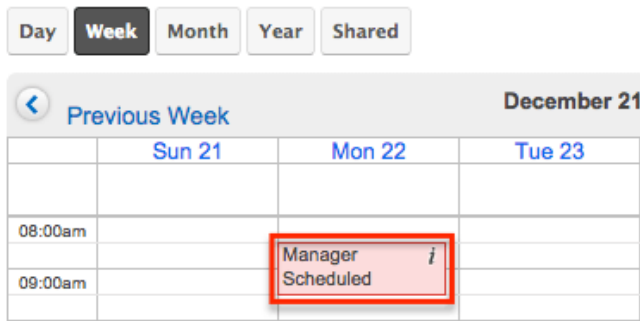 Day Week Month Year Shared
Previous Week December 21
Sun 21 Mon 22 Tue 23
08:00am
Manager i
Scheduled
09:00am